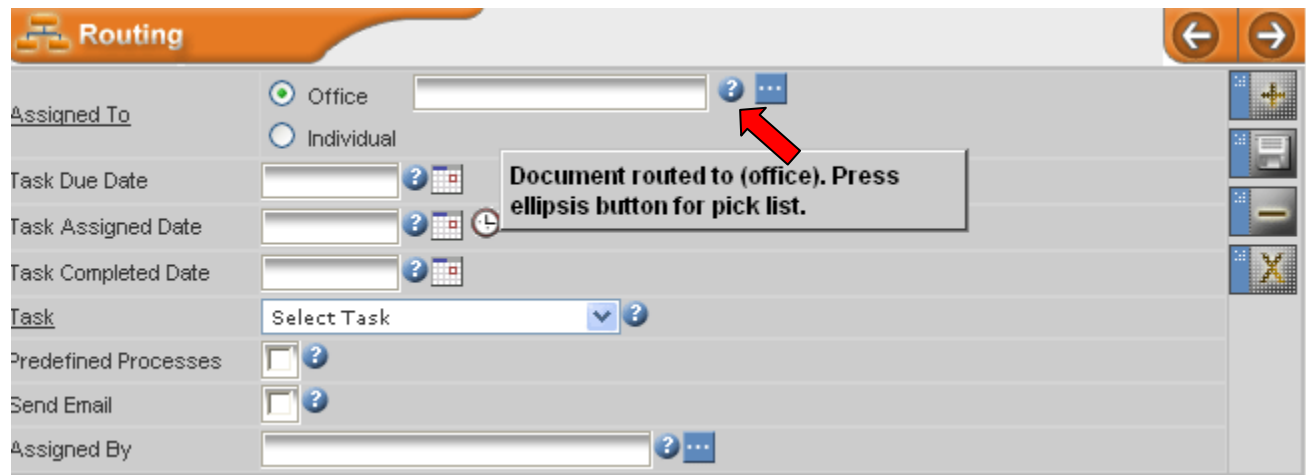 Routing
Assigned To
Office
Individual
Document routed to (office). Press
ellipsis button for pick list.
Task Due Date
Task Assigned Date
Task Completed Date
Task
Select Task
Predefined Processes
Send Email
Assigned By